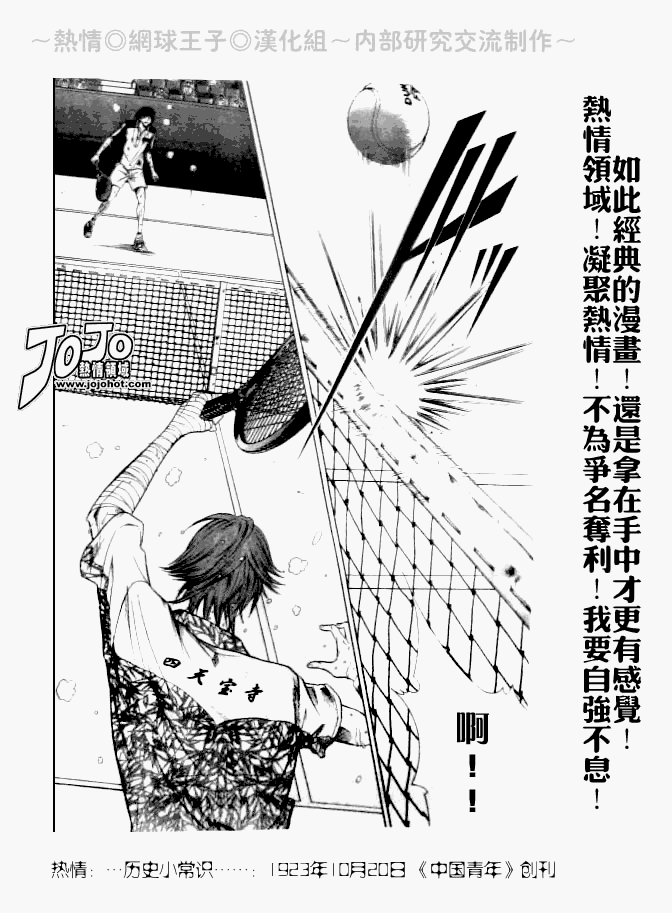 ～熱情◎網球王子◎漢化組～内部研究交流制作～
如此經典的漫畫！還是拿在手中才更有感覺！
熱情領域！凝聚熱情！不為爭名奪利！我要自強不息！
JOJO
熱情領域
www.jojohot.com
四天宝寺
啊！！
热情：…历史小常识……：1923年10月20日《中国青年》创刊